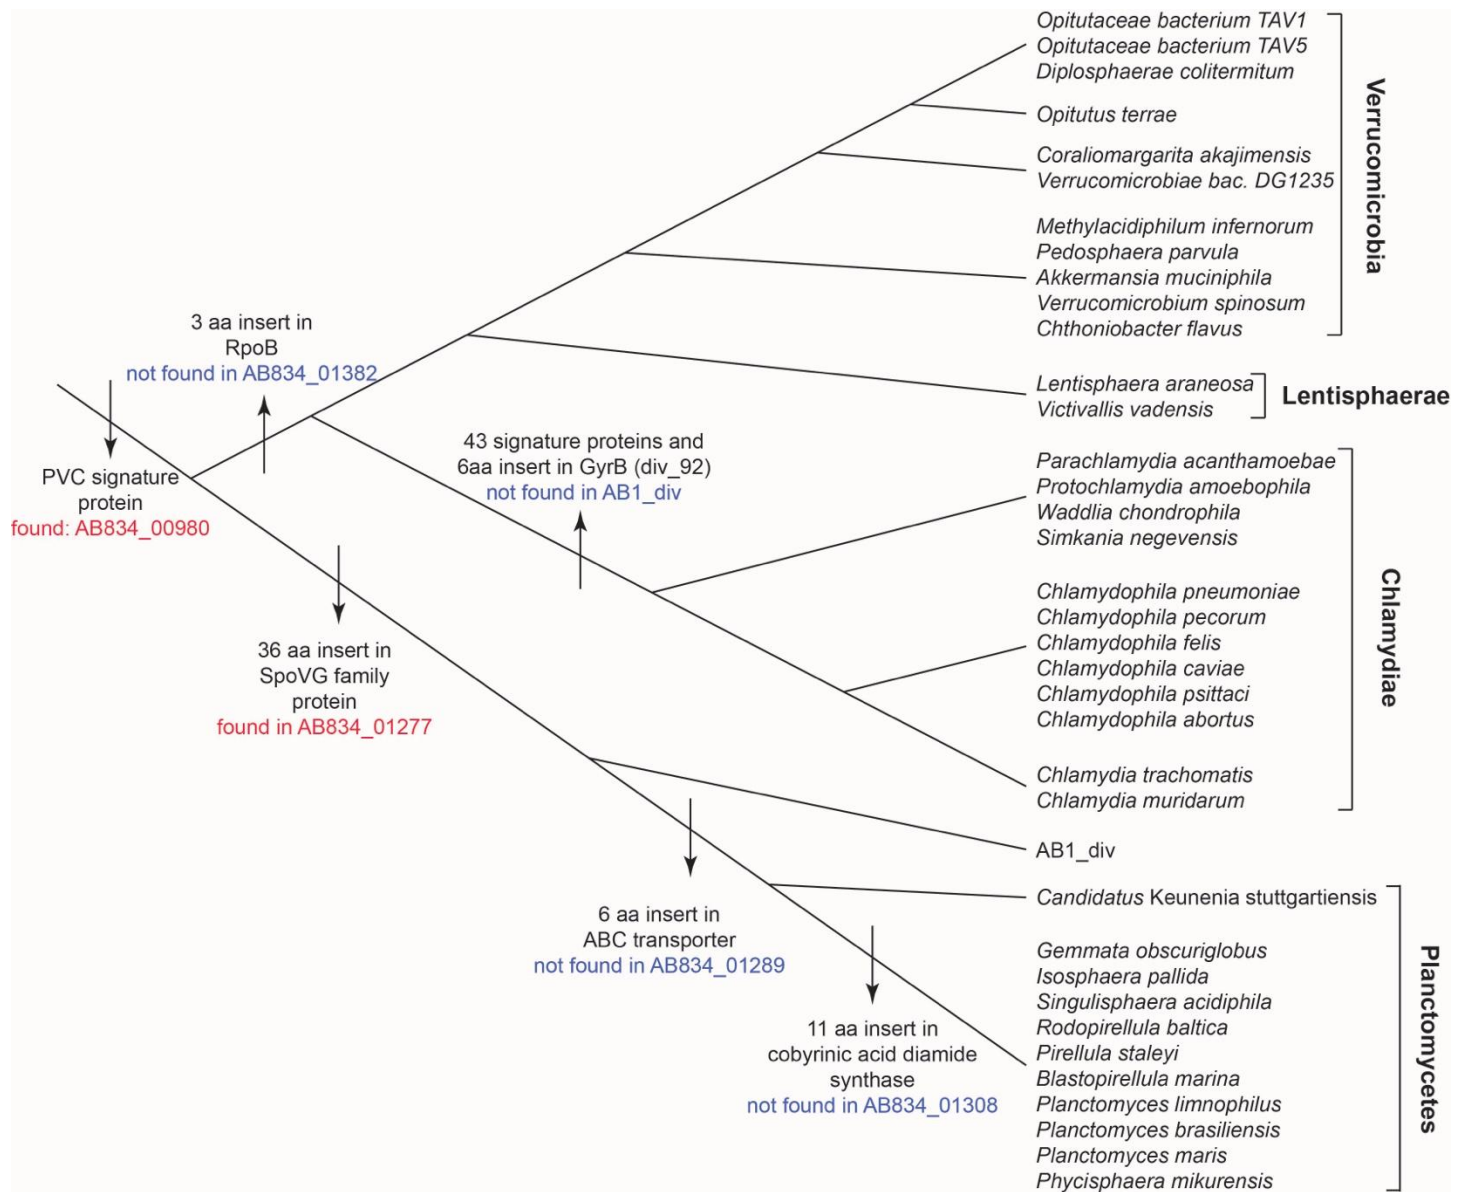 Opitutaceae bacterium TAV1
Opitutaceae bacterium TAV5
Diplosphaerae colitermitum
Opitutus terrae
Coraliomargarita akajimensis
Verrucomicrobiae bac. DG1235
Methylacidiphilum infernorum
Pedosphaera parvula
Akkermansia muciniphila
Verrucomicrobium spinosum
Chthoniobacter flavus
Verrucomicrobia
3 aa insert in
RpoB
not found in AB834_01382
Lentisphaera araneosa
Victivallis vadensis
Lentisphaerae
43 signature proteins and
6aa insert in GyrB (div_92)
not found in AB1_div
PVC signature
protein
found: AB834_00980
Parachlamydia acanthamoebae
Protochlamydia amoebophila
Waddlia chondrophila
Simkania negevensis
Chlamydophila pneumoniae
Chlamydophila pecorum
Chlamydophila felis
Chlamydophila caviae
Chlamydophila psittaci
Chlamydophila abortus
Chlamydia trachomatis
Chlamydia muridarum
Chlamydiae
36 aa insert in
SpoVG family
protein
found in AB834_01277
AB1_div
6 aa insert in
ABC transporter
not found in AB834_01289
Candidatus Keunenia stuttgartiensis
Gemmata obscuriglobus
Isosphaera pallida
Singulisphaera acidiphila
Rodopirellula baltica
Pirellula staleyi
Blastopirellula marina
Planctomyces limnophilus
Planctomyces brasiliensis
Planctomyces maris
Phycisphaera mikurensis
Planctomycetes
11 aa insert in
cobyrinic acid diamide
synthase
not found in AB834_01308